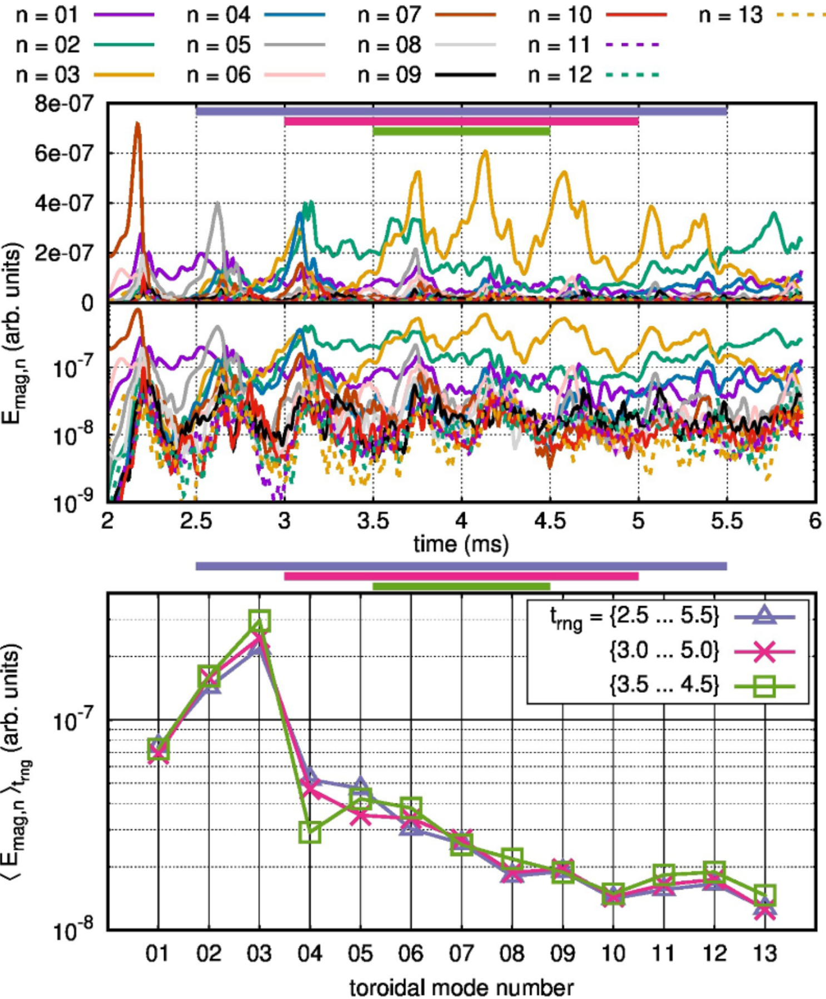 n = 01 n = 04 n = 07 n = 10 n = 13
n = 02 n = 05 n = 08 n = 11
n = 03 n = 06 n = 09 n = 12
8e-07
6e-07
4e-07
2e-07
0
10-7
10-8
10-9
Emag,n (arb. units)
2 2.5 3 3.5 4 4.5 5 5.5 6
time (ms)
trng = {2.5 ... 5.5}
{3.0 ... 5.0}
{3.5 ... 4.5}
10-7
10-8
⟨ Emag,n ⟩trng (arb. units)
01 02 03 04 05 06 07 08 09 10 11 12 13
toroidal mode number